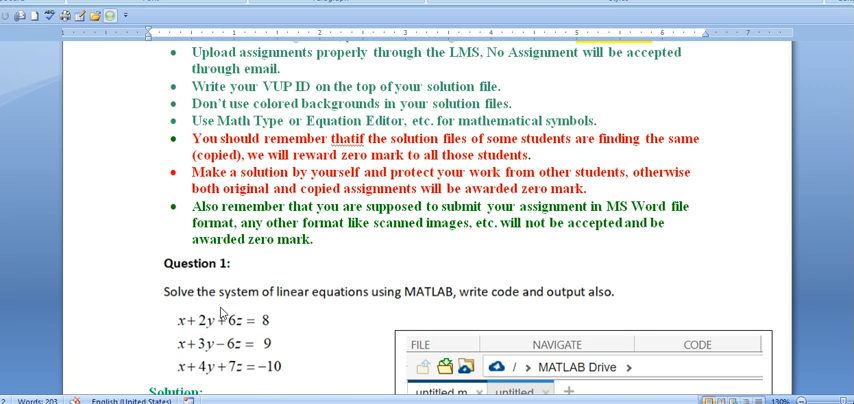 Upload assignments properly through the LMS, No Assignment will be accepted
through email.
Write your VUP ID on the top of your solution file.
Don't use colored backgrounds in your solution files.
Use Math Type or Equation Editor, etc. for mathematical symbols.
You should remember thatif the solution files of some students are finding the same
(copied), we will reward zero mark to all those students.
Make a solution by yourself and protect your work from other students, otherwise
both original and copied assignments will be awarded zero mark.
Also remember that you are supposed to submit your assignment in MS Word file
format, any other format like scanned images, etc. will not be accepted and be
awarded zero mark.
Question 1:
Solve the system of linear equations using MATLAB, write code and output also.
x + 2y + 6z = 8
x + 3y − 6z = 9
x + 4y + 7z = −10
FILE NAVIGATE CODE
/ > MATLAB Drive >
untitled.m × untitled × +
Solution:
Words: 203 English (United States) 130%